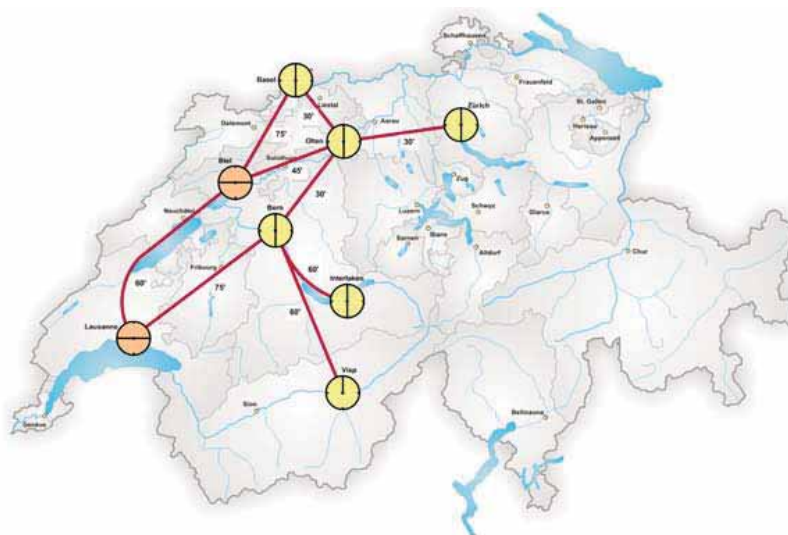 Schaffhausen
Basel
Liestal
Frauenfeld
Zürich
St. Gallen
30'
Delemont
Aarau
Herisau
75'
Olten
30'
Appenzell
Biel
Solothurn
45'
Zug
30'
Neuchâtel
Bern
Luzern
Schwyz
Glarus
Stans
Sarnen
Altdorf
Chur
Fribourg
60'
Interlaken
60'
75'
60'
Lausanne
Visp
Sion
Bellinzona
Genève